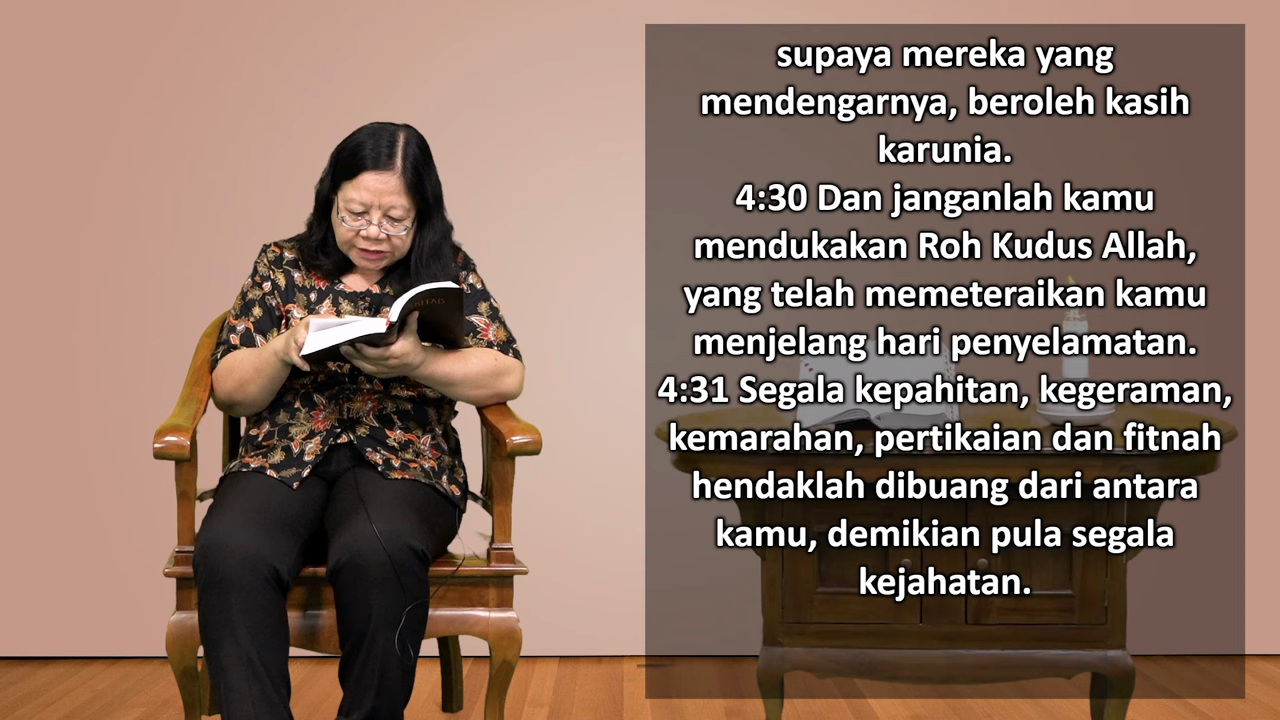 supaya mereka yang
mendengarnya, beroleh kasih
karunia.
4:30 Dan janganlah kamu
mendukakan Roh Kudus Allah,
yang telah memeteraikan kamu
menjelang hari penyelamatan.
4:31 Segala kepahitan, kegeraman,
kemarahan, pertikaian dan fitnah
hendaklah dibuang dari antara
kamu, demikian pula segala
kejahatan.